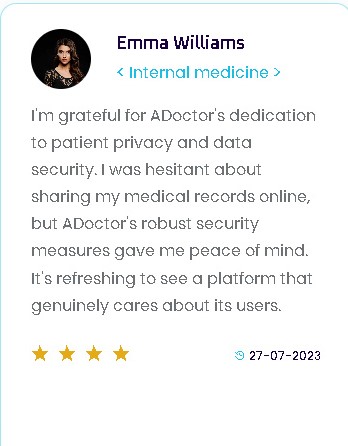 Emma Williams
< Internal medicine >
I'm grateful for ADoctor's dedication
to patient privacy and data
security. I was hesitant about
sharing my medical records online,
but ADoctor's robust security
measures gave me peace of mind.
It's refreshing to see a platform that
genuinely cares about its users.
27-07-2023